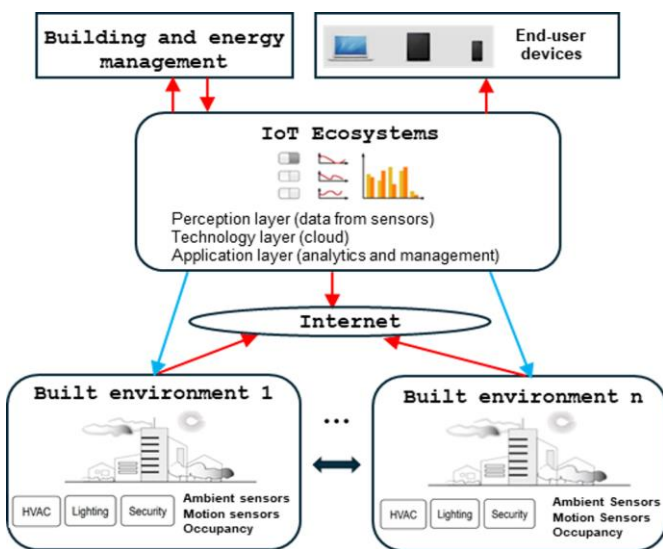 Building and energy
management
End-user
devices
IoT Ecosystems
Perception layer (data from sensors)
Technology layer (cloud)
Application layer (analytics and management)
Internet
Built environment 1
...
Built environment n
HVAC
Lighting
Security
Ambient sensors
Motion sensors
Occupancy
HVAC
Lighting
Security
Ambient Sensors
Motion Sensors
Occupancy